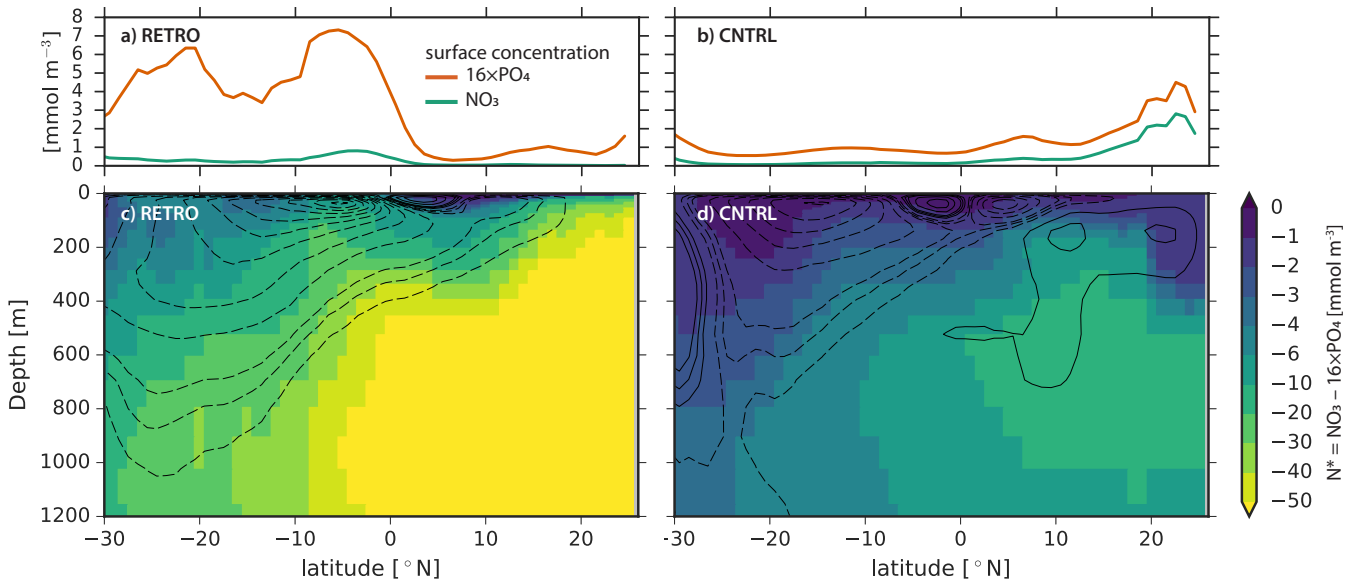 8
7
6
5
4
3
2
1
0
[mmol m⁻³]
a) RETRO
surface concentration
16×PO₄
NO₃
b) CNTRL
0
200
400
600
800
1000
1200
Depth [m]
c) RETRO
d) CNTRL
−30 −20 −10 0 10 20
−30 −20 −10 0 10 20
latitude [°N]
latitude [°N]
0
−1
−2
−3
−4
−6
−10
−20
−30
−40
−50
N* = NO₃ − 16×PO₄ [mmol m⁻³]